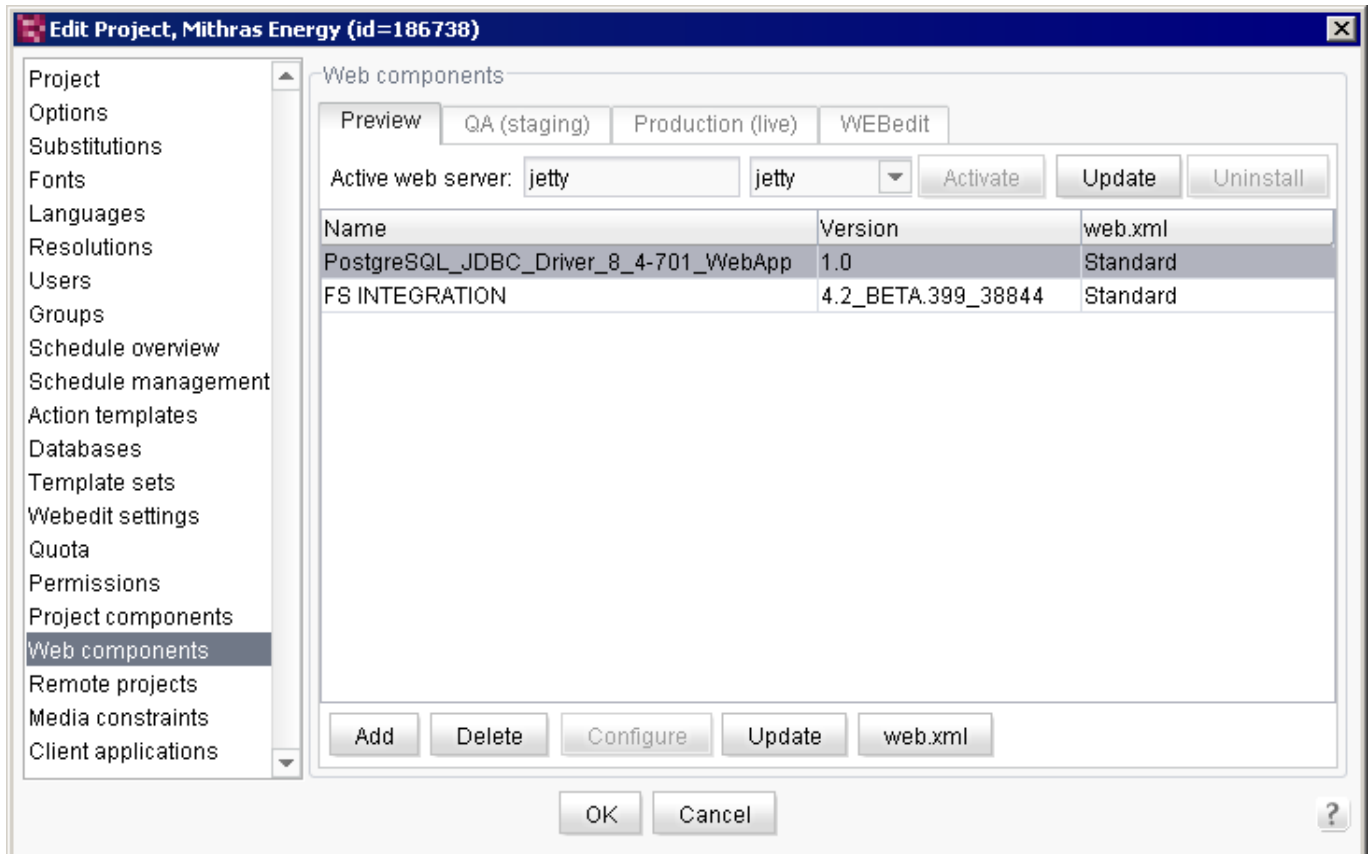 Edit Project, Mithras Energy (id=186738)
Project
Options
Substitutions
Fonts
Languages
Resolutions
Users
Groups
Schedule overview
Schedule management
Action templates
Databases
Template sets
Webedit settings
Quota
Permissions
Project components
Web components
Remote projects
Media constraints
Client applications
Web components
Preview QA (staging) Production (live) WEBedit
Active web server: jetty jetty Activate Update Uninstall
Name Version web.xml
PostgreSQL_JDBC_Driver_8_4-701_WebApp 1.0 Standard
FS INTEGRATION 4.2_BETA.399_38844 Standard
Add Delete Configure Update web.xml
OK Cancel ?